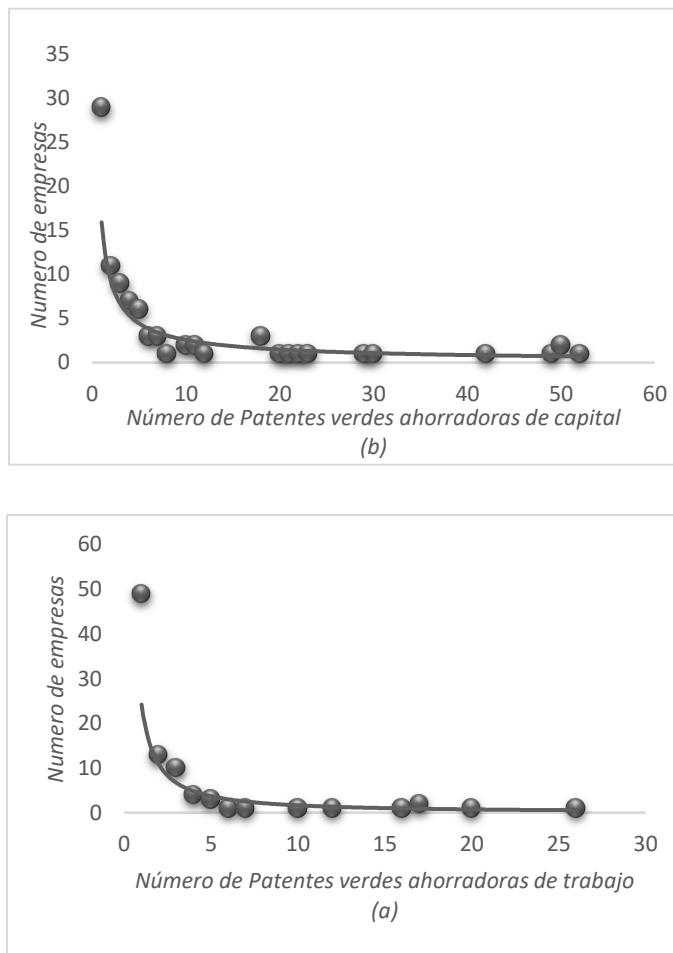 35
30
25
20
15
10
5
0
Numero de empresas
0 10 20 30 40 50 60
Número de Patentes verdes ahorradoras de capital
(b)
60
50
40
30
20
10
0
Numero de empresas
0 5 10 15 20 25 30
Número de Patentes verdes ahorradoras de trabajo
(a)